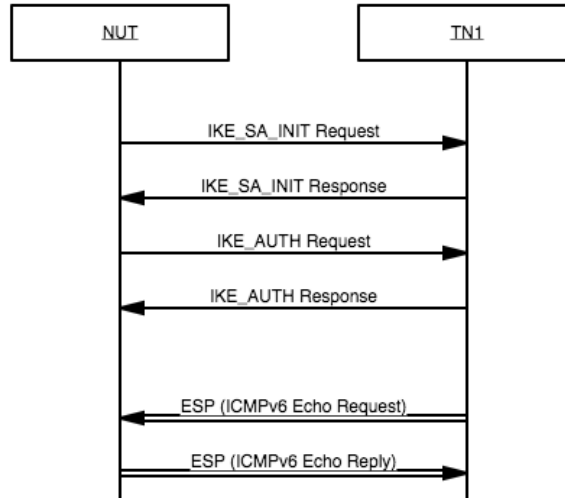 NUT
TN1
IKE_SA_INIT Request
IKE_SA_INIT Response
IKE_AUTH Request
IKE_AUTH Response
ESP (ICMPv6 Echo Request)
ESP (ICMPv6 Echo Reply)